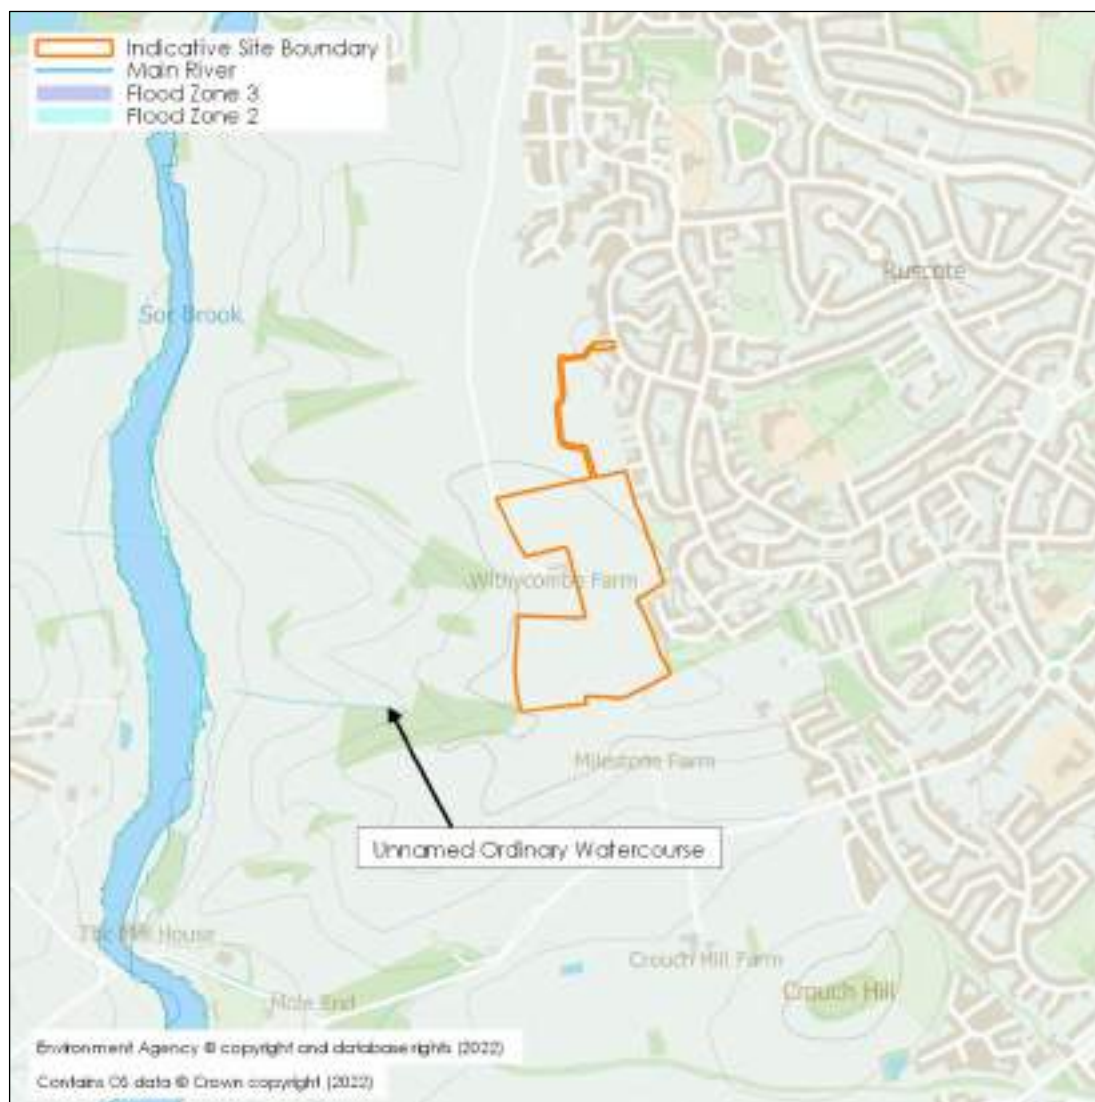 Indicative Site Boundary
Main River
Flood Zone 3
Flood Zone 2
Ruscote
Sor Brook
Withycombe Farm
Milestone Farm
Unnamed Ordinary Watercourse
The Mill House
Crouch Hill Farm
Crouch Hill
Mole End
Environment Agency © copyright and database rights (2022)
Contains OS data © Crown copyright (2022)